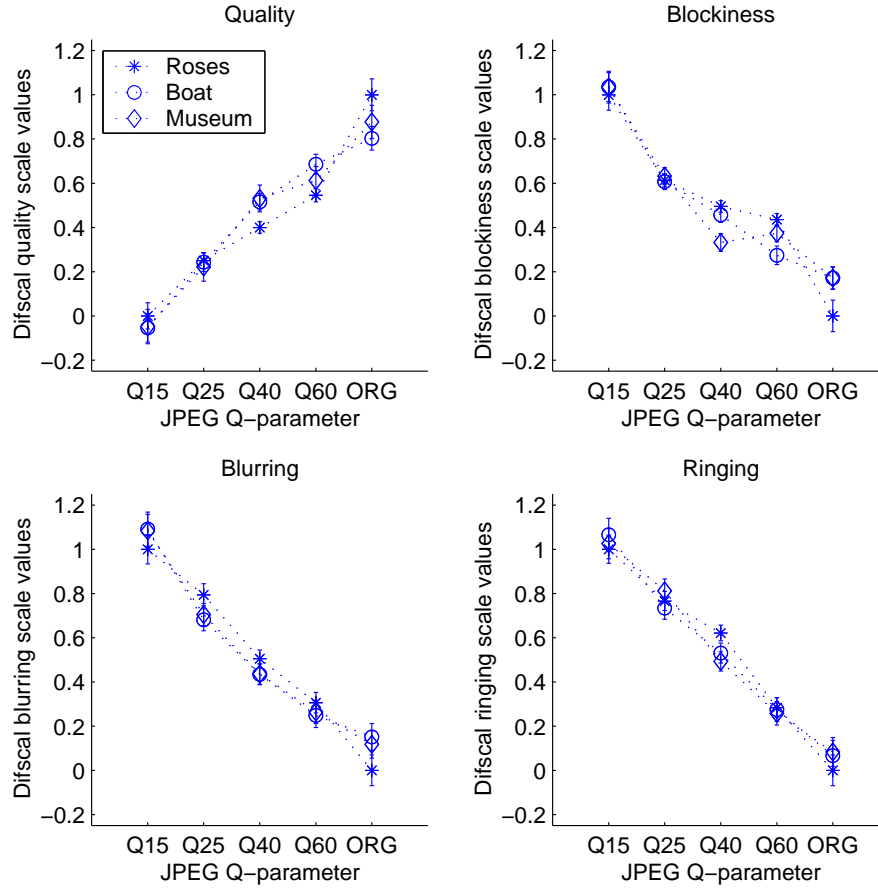 Quality
Difscal quality scale values
1.2
1
0.8
0.6
0.4
0.2
0
−0.2
Roses
Boat
Museum
Q15 Q25 Q40 Q60 ORG
JPEG Q−parameter
Blockiness
Difscal blockiness scale values
1.2
1
0.8
0.6
0.4
0.2
0
−0.2
Q15 Q25 Q40 Q60 ORG
JPEG Q−parameter
Blurring
Difscal blurring scale values
1.2
1
0.8
0.6
0.4
0.2
0
−0.2
Q15 Q25 Q40 Q60 ORG
JPEG Q−parameter
Ringing
Difscal ringing scale values
1.2
1
0.8
0.6
0.4
0.2
0
−0.2
Q15 Q25 Q40 Q60 ORG
JPEG Q−parameter